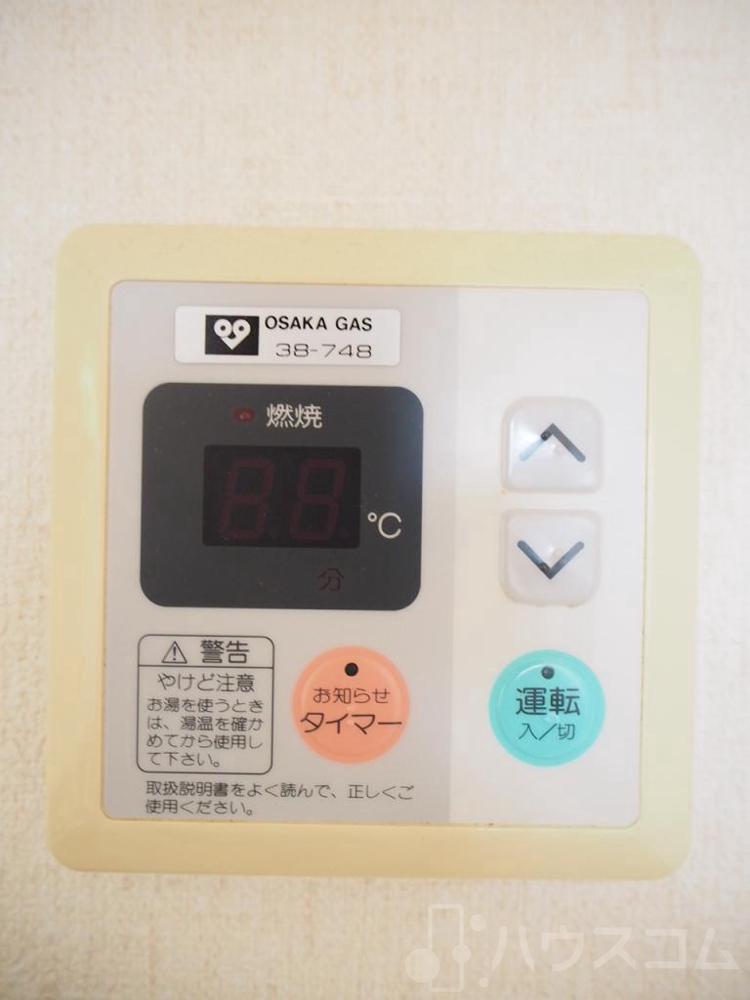 OSAKA GAS
38-748
燃焼
88
℃
分
警告
やけど注意
お湯を使うとき
は、湯温を確か
めてから使用し
て下さい。
お知らせ
タイマー
運転
入/切
取扱説明書をよく読んで、正しくご
使用ください。
ハウスコム